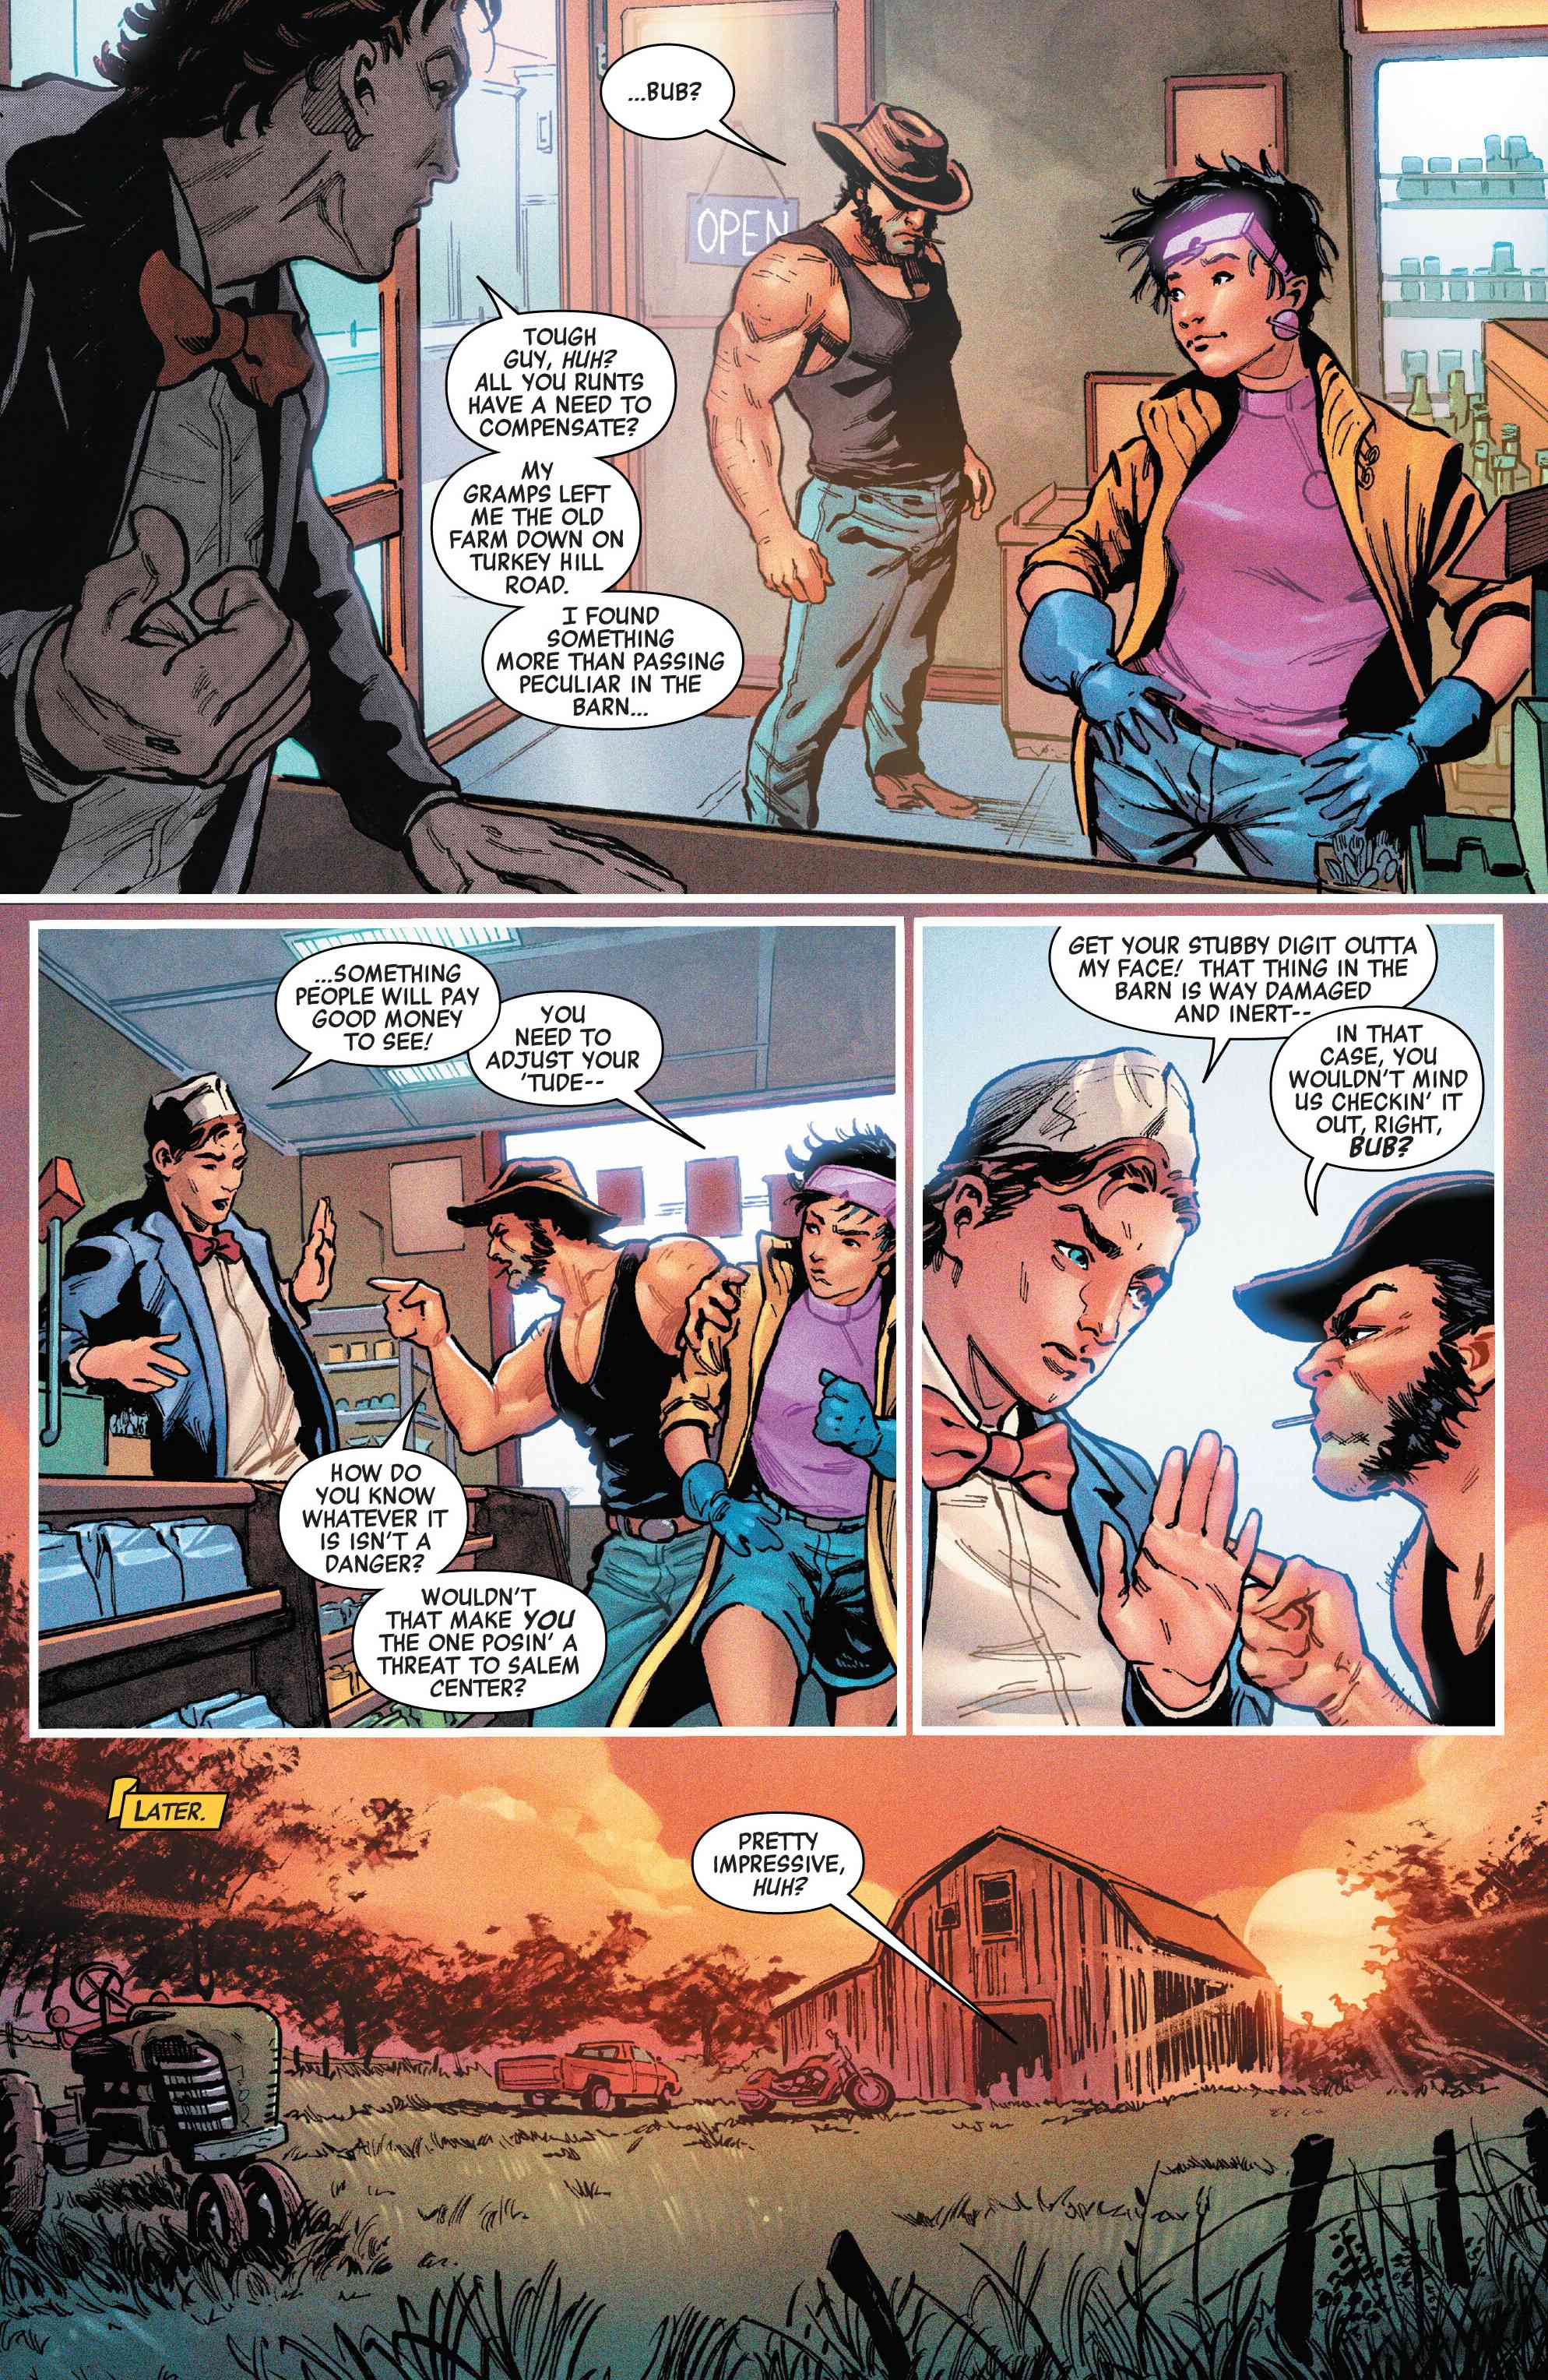 ...BUB?
OPEN
TOUGH
GUY, HUH?
ALL YOU RUNTS
HAVE A NEED TO
COMPENSATE?
MY
GRAMPS LEFT
ME THE OLD
FARM DOWN ON
TURKEY HILL
ROAD.
I FOUND
SOMETHING
MORE THAN PASSING
PECULIAR IN THE
BARN...
...SOMETHING
PEOPLE WILL PAY
GOOD MONEY
TO SEE!
YOU
NEED TO
ADJUST YOUR
'TUDE--
HOW DO
YOU KNOW
WHATEVER IT
IS ISN'T A
DANGER?
WOULDN'T
THAT MAKE YOU
THE ONE POSIN' A
THREAT TO SALEM
CENTER?
GET YOUR STUBBY DIGIT OUTTA
MY FACE! THAT THING IN THE
BARN IS WAY DAMAGED
AND INERT--
IN THAT
CASE, YOU
WOULDN'T MIND
US CHECKIN' IT
OUT, RIGHT,
BUB?
LATER.
PRETTY
IMPRESSIVE,
HUH?